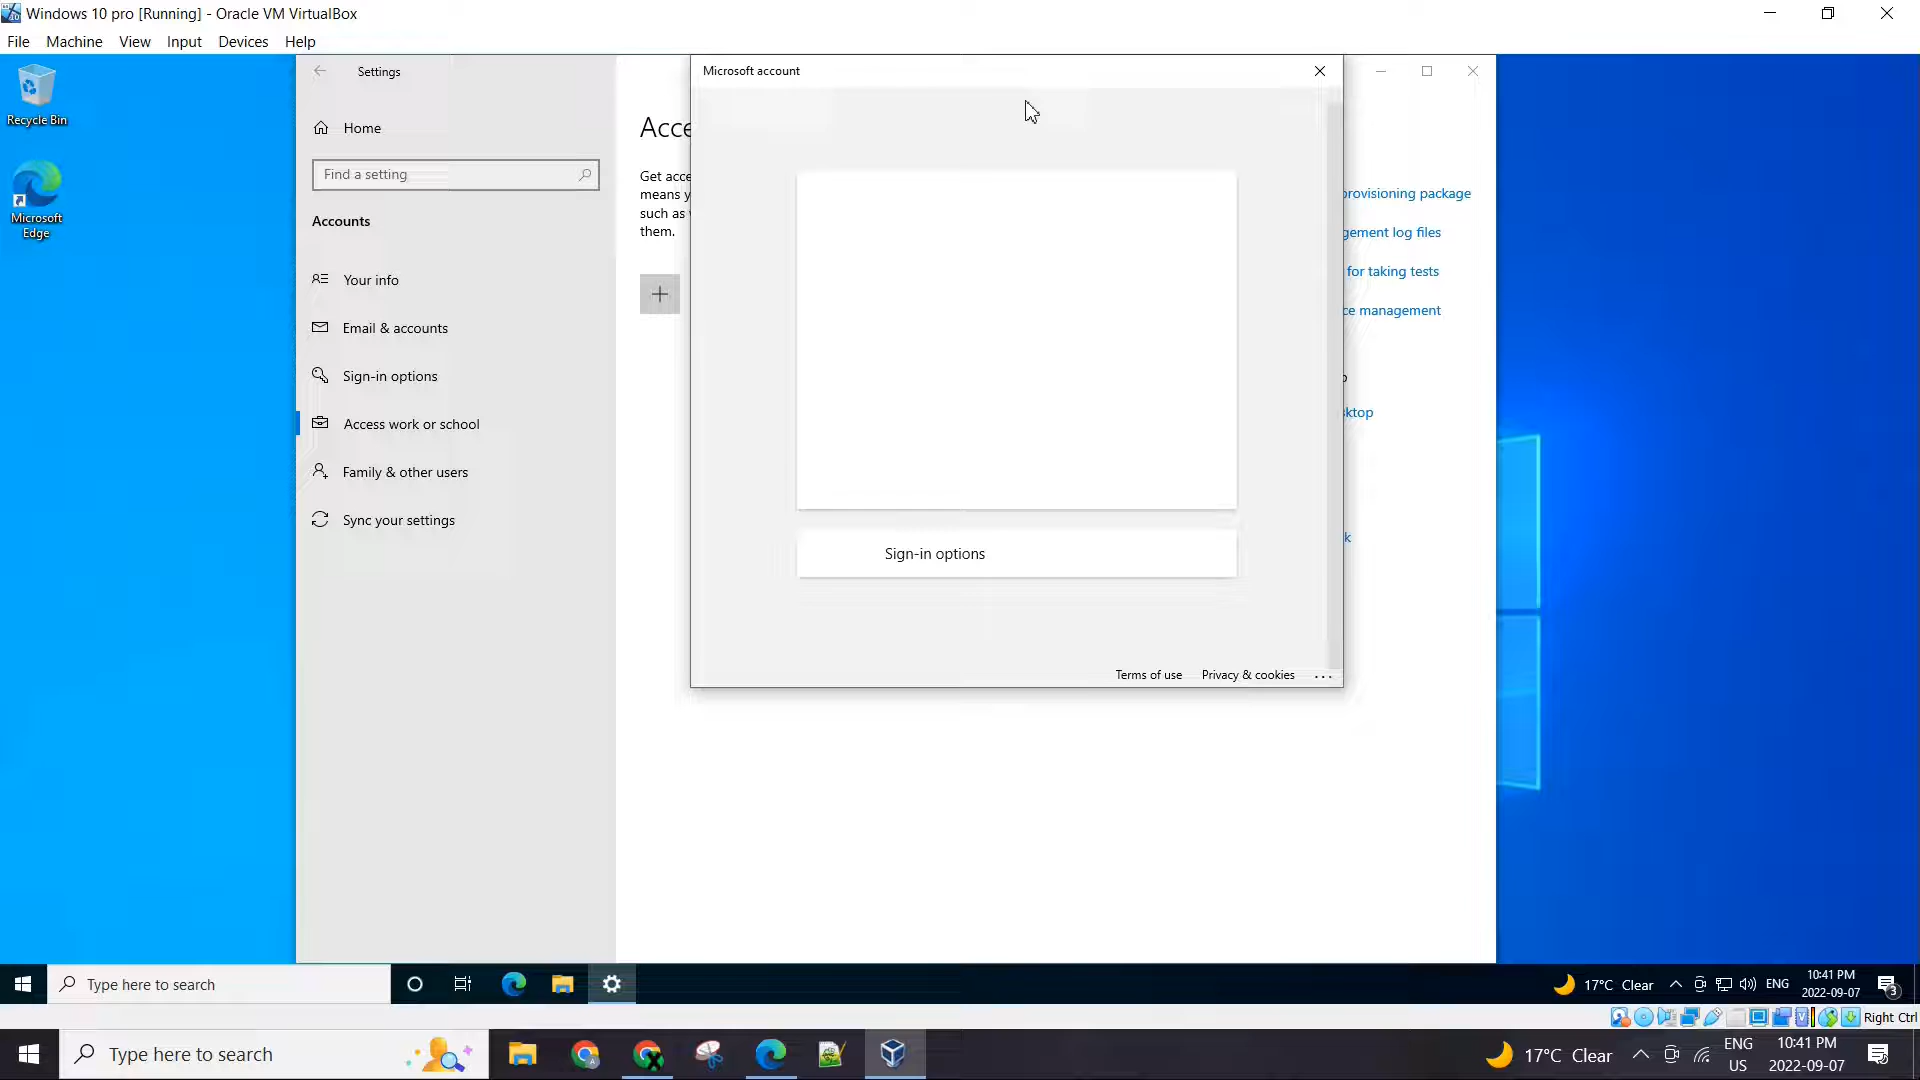 Windows 10 pro [Running] - Oracle VM VirtualBox
File Machine View Input Devices Help
Recycle Bin
Microsoft
Edge
Settings
Home
Find a setting
Accounts
Your info
Email & accounts
Sign-in options
Access work or school
Family & other users
Sync your settings
Acce
Get acce
means y
such as
them.
Microsoft account
Sign-in options
Terms of use Privacy & cookies ...
rovisioning package
gement log files
for taking tests
ce management
ktop
k
Type here to search
17°C Clear
ENG
10:41 PM
2022-09-07
3
Right Ctrl
Type here to search
17°C Clear
ENG
US
10:41 PM
2022-09-07